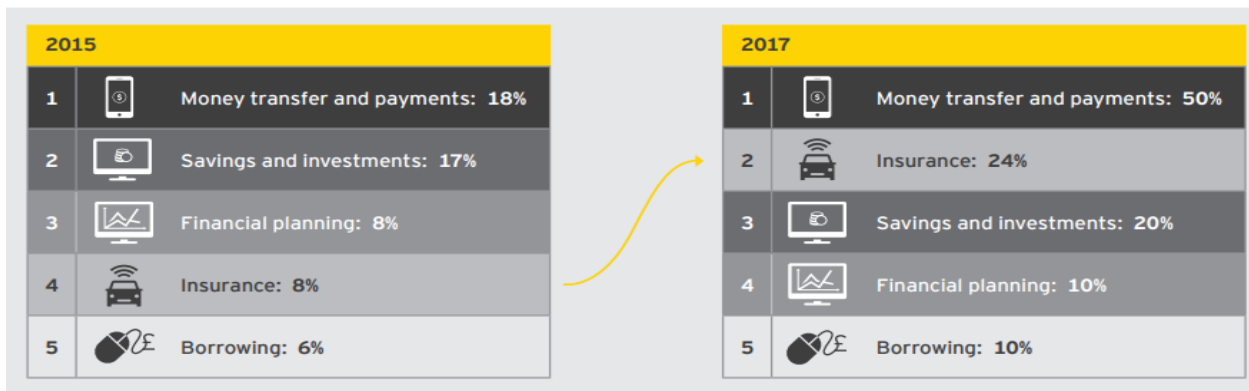 2015
1 Money transfer and payments: 18%
2 Savings and investments: 17%
3 Financial planning: 8%
4 Insurance: 8%
5 £ Borrowing: 6%
2017
1 Money transfer and payments: 50%
2 Insurance: 24%
3 Savings and investments: 20%
4 Financial planning: 10%
5 £ Borrowing: 10%